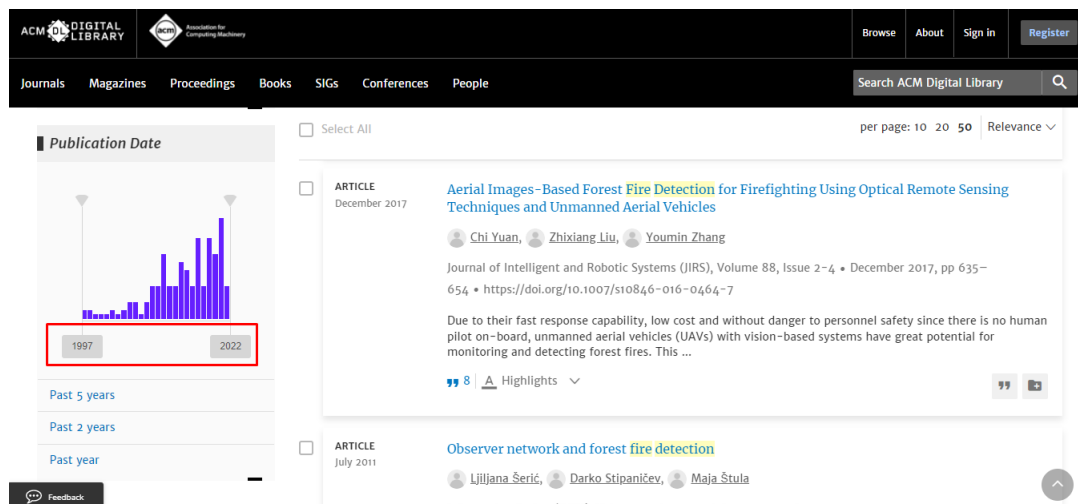 ACM DL DIGITAL LIBRARY
acm Association for Computing Machinery
Browse About Sign in Register
Journals Magazines Proceedings Books SIGs Conferences People
Search ACM Digital Library
Publication Date
1997 2022
Past 5 years
Past 2 years
Past year
Feedback
Select All
per page: 10 20 50 Relevance
ARTICLE
December 2017
Aerial Images-Based Forest Fire Detection for Firefighting Using Optical Remote Sensing
Techniques and Unmanned Aerial Vehicles
Chi Yuan, Zhixiang Liu, Youmin Zhang
Journal of Intelligent and Robotic Systems (JIRS), Volume 88, Issue 2-4 • December 2017, pp 635–
654 • https://doi.org/10.1007/s10846-016-0464-7
Due to their fast response capability, low cost and without danger to personnel safety since there is no human
pilot on-board, unmanned aerial vehicles (UAVs) with vision-based systems have great potential for
monitoring and detecting forest fires. This ...
8 A Highlights
ARTICLE
July 2011
Observer network and forest fire detection
Ljiljana Šerić, Darko Stipaničev, Maja Štula